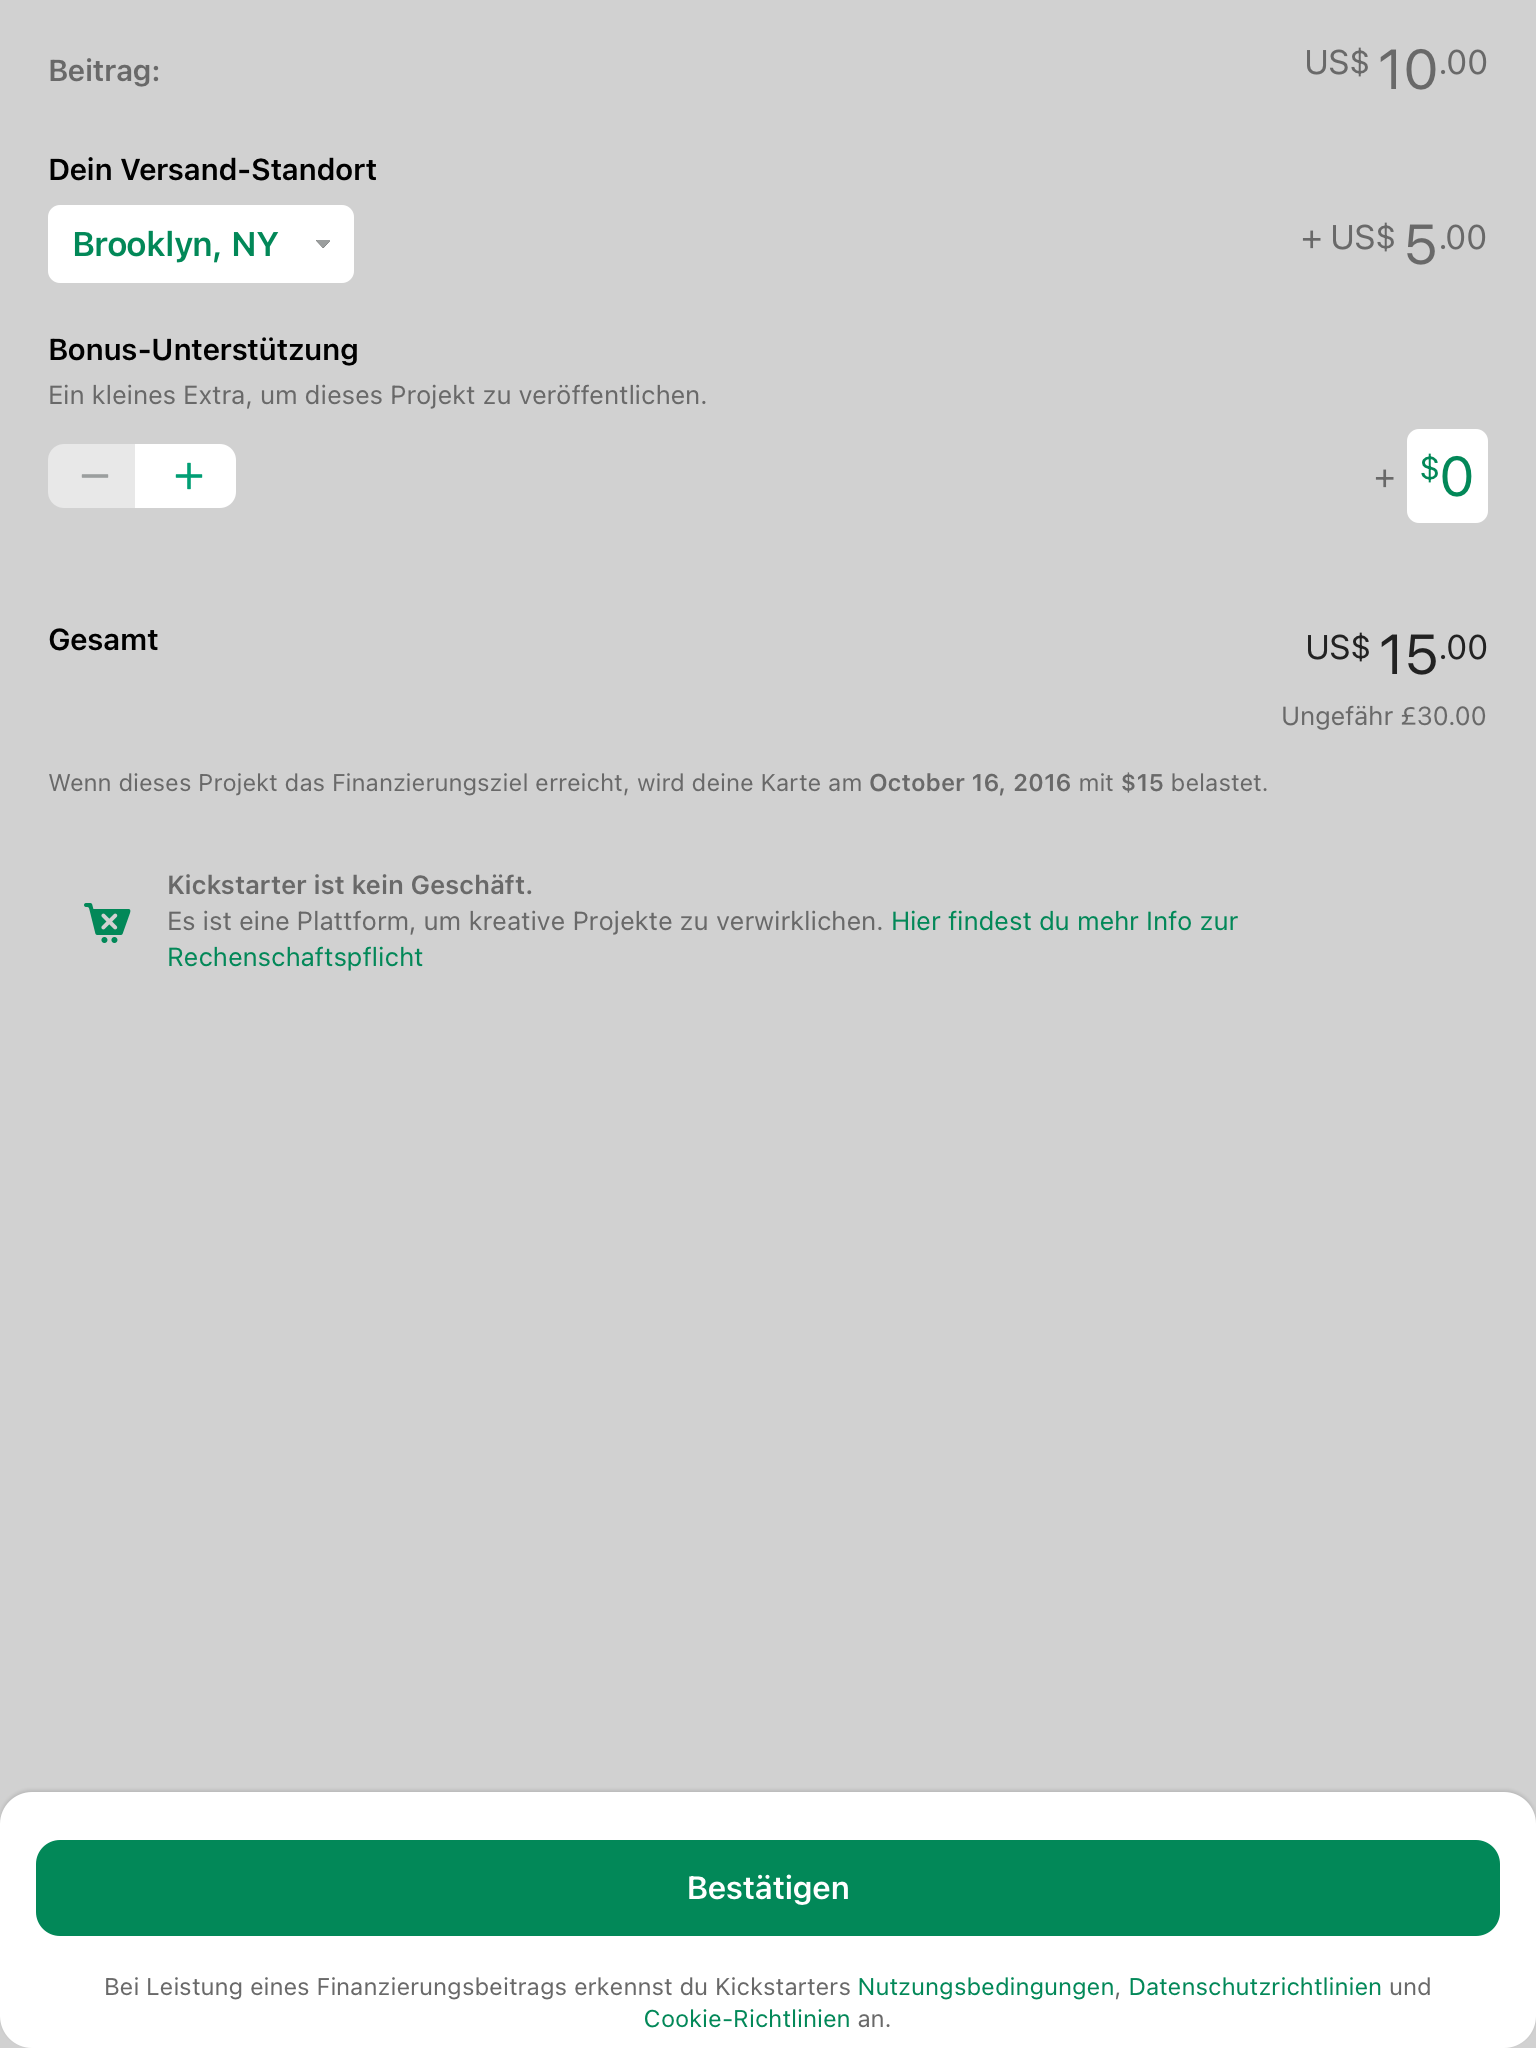 Beitrag:
US$ 10.00
Dein Versand-Standort
Brooklyn, NY
+ US$ 5.00
Bonus-Unterstützung
Ein kleines Extra, um dieses Projekt zu veröffentlichen.
+ $0
Gesamt
US$ 15.00
Ungefähr £30.00
Wenn dieses Projekt das Finanzierungsziel erreicht, wird deine Karte am October 16, 2016 mit $15 belastet.
Kickstarter ist kein Geschäft.
Es ist eine Plattform, um kreative Projekte zu verwirklichen. Hier findest du mehr Info zur
Rechenschaftspflicht
Bestätigen
Bei Leistung eines Finanzierungsbeitrags erkennst du Kickstarters Nutzungsbedingungen, Datenschutzrichtlinien und
Cookie-Richtlinien an.